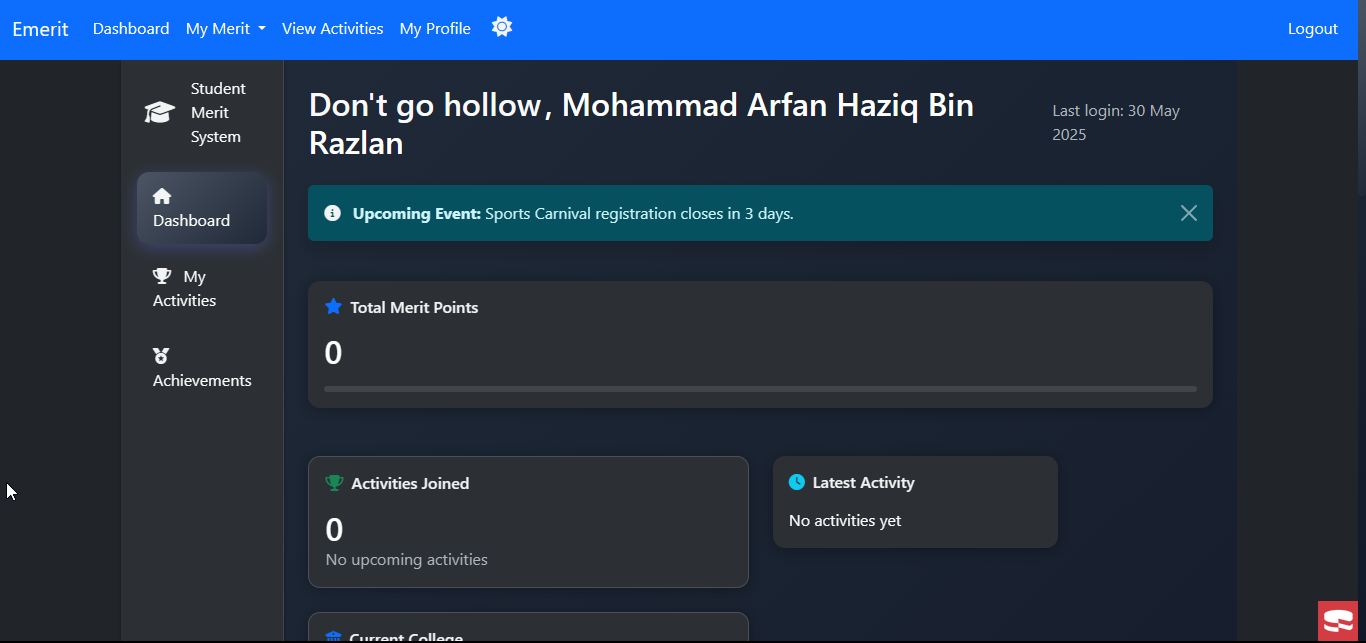 Emerit Dashboard My Merit View Activities My Profile Logout
Student
Merit
System
Dashboard
My
Activities
Achievements
Don't go hollow, Mohammad Arfan Haziq Bin
Razlan
Last login: 30 May
2025
Upcoming Event: Sports Carnival registration closes in 3 days.
Total Merit Points
0
Activities Joined
0
No upcoming activities
Latest Activity
No activities yet
Current College